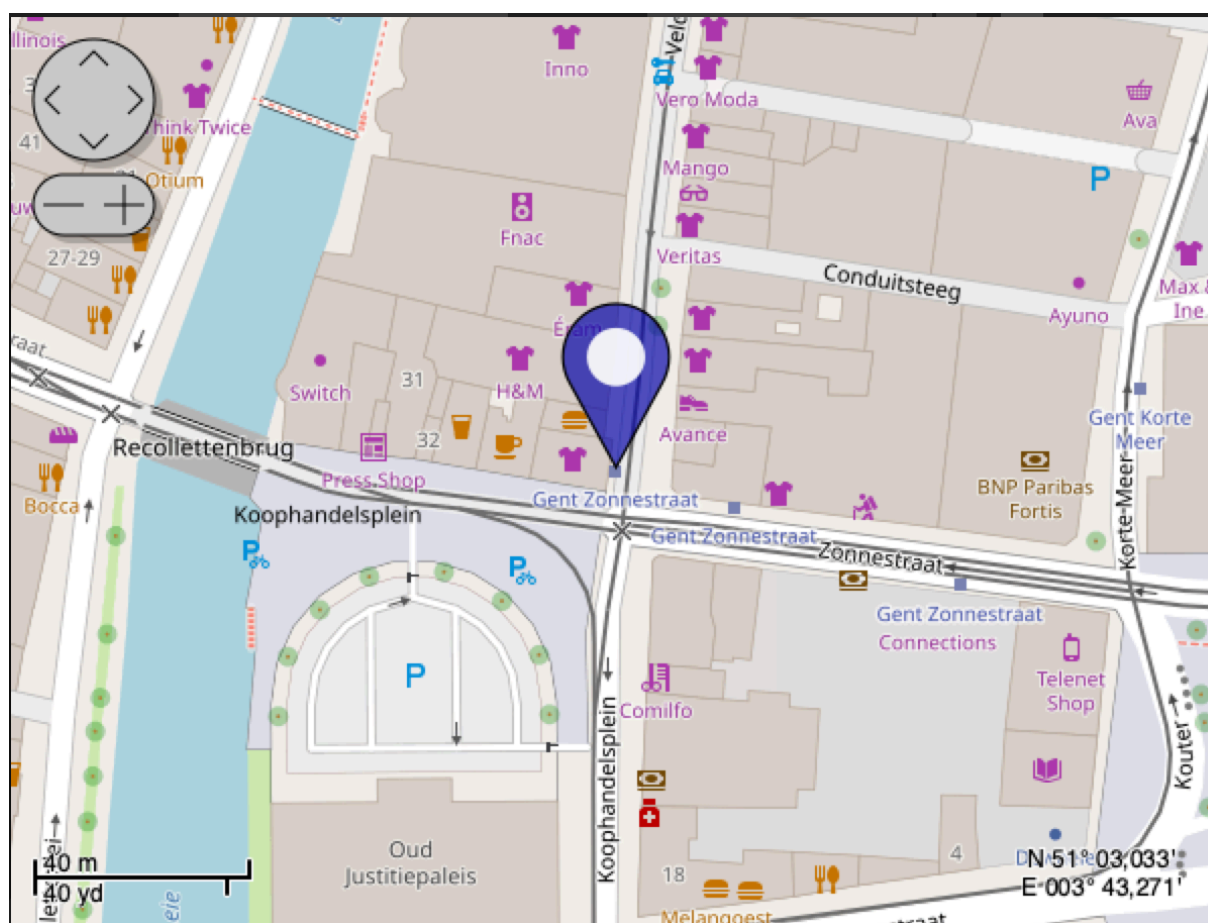 Inno
Vero Moda
Ava
Think Twice
41
Mango
Otium
Fnac
Veritas
27-29
Conduitsteeg
Max &
Ine.
Ayuno
Éram
Switch
31
H&M
32
Avance
Gent Korte
Meer
Recollettenbrug
Press Shop
BNP Paribas
Fortis
Bocca
Gent Zonnestraat
Koophandelsplein
Gent Zonnestraat
Zonnestraat
Korte-Meer
P
P
P
Gent Zonnestraat
Connections
P
Telenet
Shop
Comilfo
Koophandelsplein
Kouter
Oud
Justitiepaleis
40 m
40 yd
18
4
N 51° 03,033'
E 003° 43,271'
Melangoest